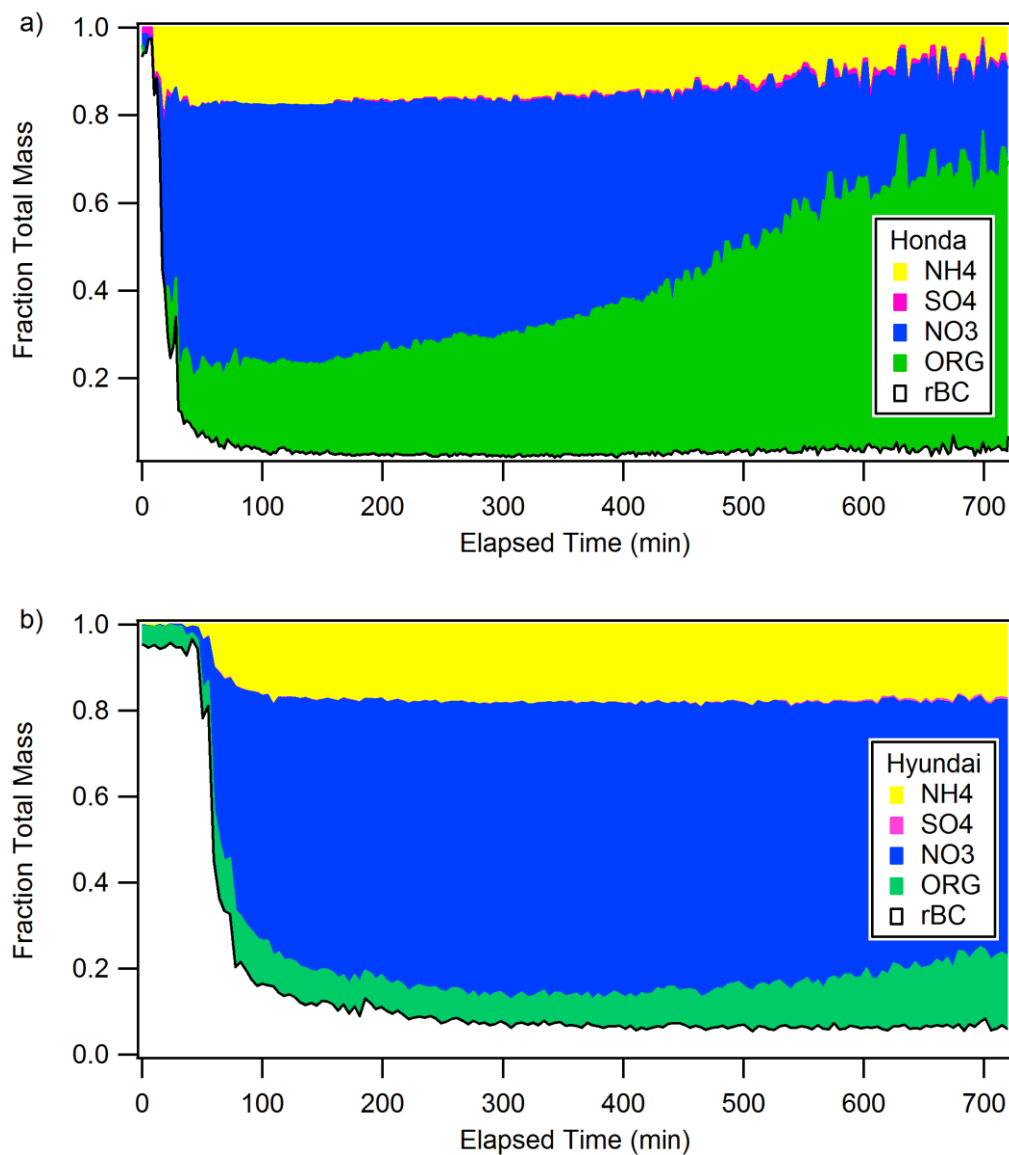 a)
1.0
0.8
0.6
0.4
0.2
Fraction Total Mass
Honda
NH4
SO4
NO3
ORG
rBC
0 100 200 300 400 500 600 700
Elapsed Time (min)
b)
1.0
0.8
0.6
0.4
0.2
0.0
Fraction Total Mass
Hyundai
NH4
SO4
NO3
ORG
rBC
0 100 200 300 400 500 600 700
Elapsed Time (min)